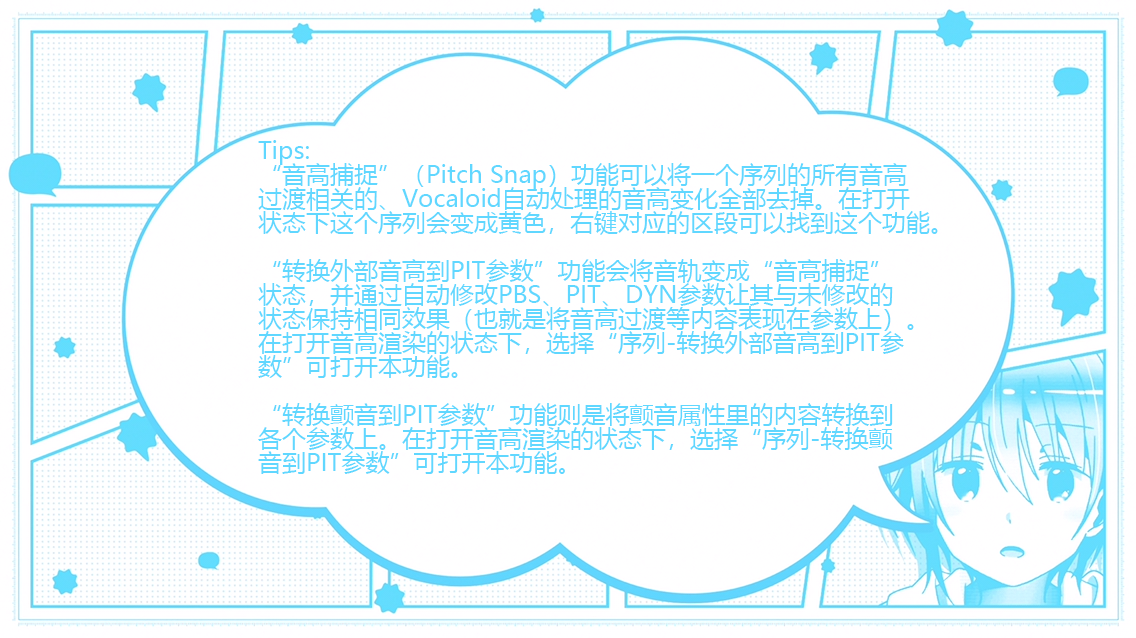 Tips:
“音高捕捉”（Pitch Snap）功能可以将一个序列的所有音高
过渡相关的、Vocaloid自动处理的音高变化全部去掉。在打开
状态下这个序列会变成黄色，右键对应的区段可以找到这个功能。
“转换外部音高到PIT参数”功能会将音轨变成“音高捕捉”
状态，并通过自动修改PBS、PIT、DYN参数让其与未修改的
状态保持相同效果（也就是将音高过渡等内容表现在参数上）。
在打开音高渲染的状态下，选择“序列-转换外部音高到PIT参
数”可打开本功能。
“转换颤音到PIT参数”功能则是将颤音属性里的内容转换到
各个参数上。在打开音高渲染的状态下，选择“序列-转换颤
音到PIT参数”可打开本功能。